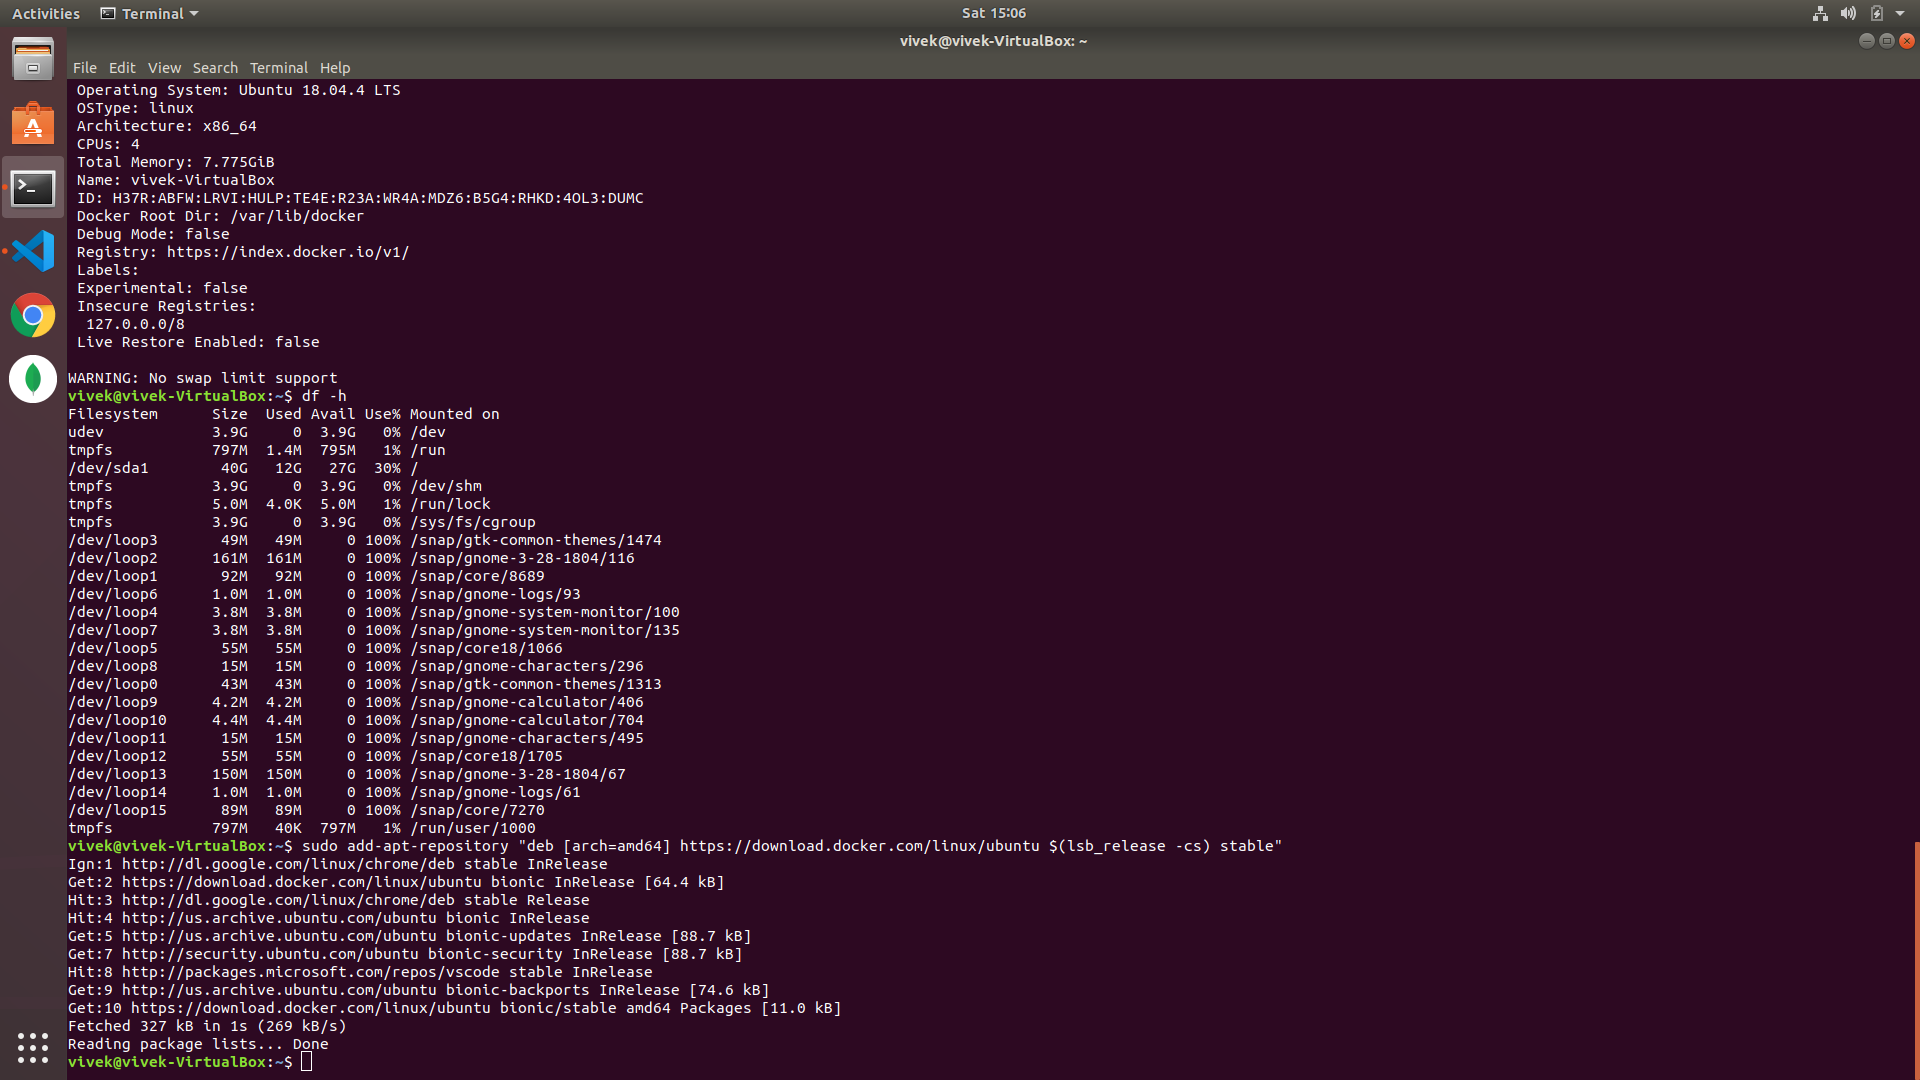 Activities Terminal Sat 15:06
vivek@vivek-VirtualBox: ~
File Edit View Search Terminal Help
Operating System: Ubuntu 18.04.4 LTS
OSType: linux
Architecture: x86_64
CPUs: 4
Total Memory: 7.775GiB
Name: vivek-VirtualBox
ID: H37R:ABFW:LRVI:HULP:TE4E:R23A:WR4A:MDZ6:B5G4:RHKD:4OL3:DUMC
Docker Root Dir: /var/lib/docker
Debug Mode: false
Registry: https://index.docker.io/v1/
Labels:
Experimental: false
Insecure Registries:
127.0.0.0/8
Live Restore Enabled: false
WARNING: No swap limit support
vivek@vivek-VirtualBox:~$ df -h
Filesystem Size Used Avail Use% Mounted on
udev 3.9G 0 3.9G 0% /dev
tmpfs 797M 1.4M 795M 1% /run
/dev/sda1 40G 12G 27G 30% /
tmpfs 3.9G 0 3.9G 0% /dev/shm
tmpfs 5.0M 4.0K 5.0M 1% /run/lock
tmpfs 3.9G 0 3.9G 0% /sys/fs/cgroup
/dev/loop3 49M 49M 0 100% /snap/gtk-common-themes/1474
/dev/loop2 161M 161M 0 100% /snap/gnome-3-28-1804/116
/dev/loop1 92M 92M 0 100% /snap/core/8689
/dev/loop6 1.0M 1.0M 0 100% /snap/gnome-logs/93
/dev/loop4 3.8M 3.8M 0 100% /snap/gnome-system-monitor/100
/dev/loop7 3.8M 3.8M 0 100% /snap/gnome-system-monitor/135
/dev/loop5 55M 55M 0 100% /snap/core18/1066
/dev/loop8 15M 15M 0 100% /snap/gnome-characters/296
/dev/loop0 43M 43M 0 100% /snap/gtk-common-themes/1313
/dev/loop9 4.2M 4.2M 0 100% /snap/gnome-calculator/406
/dev/loop10 4.4M 4.4M 0 100% /snap/gnome-calculator/704
/dev/loop11 15M 15M 0 100% /snap/gnome-characters/495
/dev/loop12 55M 55M 0 100% /snap/core18/1705
/dev/loop13 150M 150M 0 100% /snap/gnome-3-28-1804/67
/dev/loop14 1.0M 1.0M 0 100% /snap/gnome-logs/61
/dev/loop15 89M 89M 0 100% /snap/core/7270
tmpfs 797M 40K 797M 1% /run/user/1000
vivek@vivek-VirtualBox:~$ sudo add-apt-repository "deb [arch=amd64] https://download.docker.com/linux/ubuntu $(lsb_release -cs) stable"
Ign:1 http://dl.google.com/linux/chrome/deb stable InRelease
Get:2 https://download.docker.com/linux/ubuntu bionic InRelease [64.4 kB]
Hit:3 http://dl.google.com/linux/chrome/deb stable Release
Hit:4 http://us.archive.ubuntu.com/ubuntu bionic InRelease
Get:5 http://us.archive.ubuntu.com/ubuntu bionic-updates InRelease [88.7 kB]
Get:7 http://security.ubuntu.com/ubuntu bionic-security InRelease [88.7 kB]
Hit:8 http://packages.microsoft.com/repos/vscode stable InRelease
Get:9 http://us.archive.ubuntu.com/ubuntu bionic-backports InRelease [74.6 kB]
Get:10 https://download.docker.com/linux/ubuntu bionic/stable amd64 Packages [11.0 kB]
Fetched 327 kB in 1s (269 kB/s)
Reading package lists... Done
vivek@vivek-VirtualBox:~$